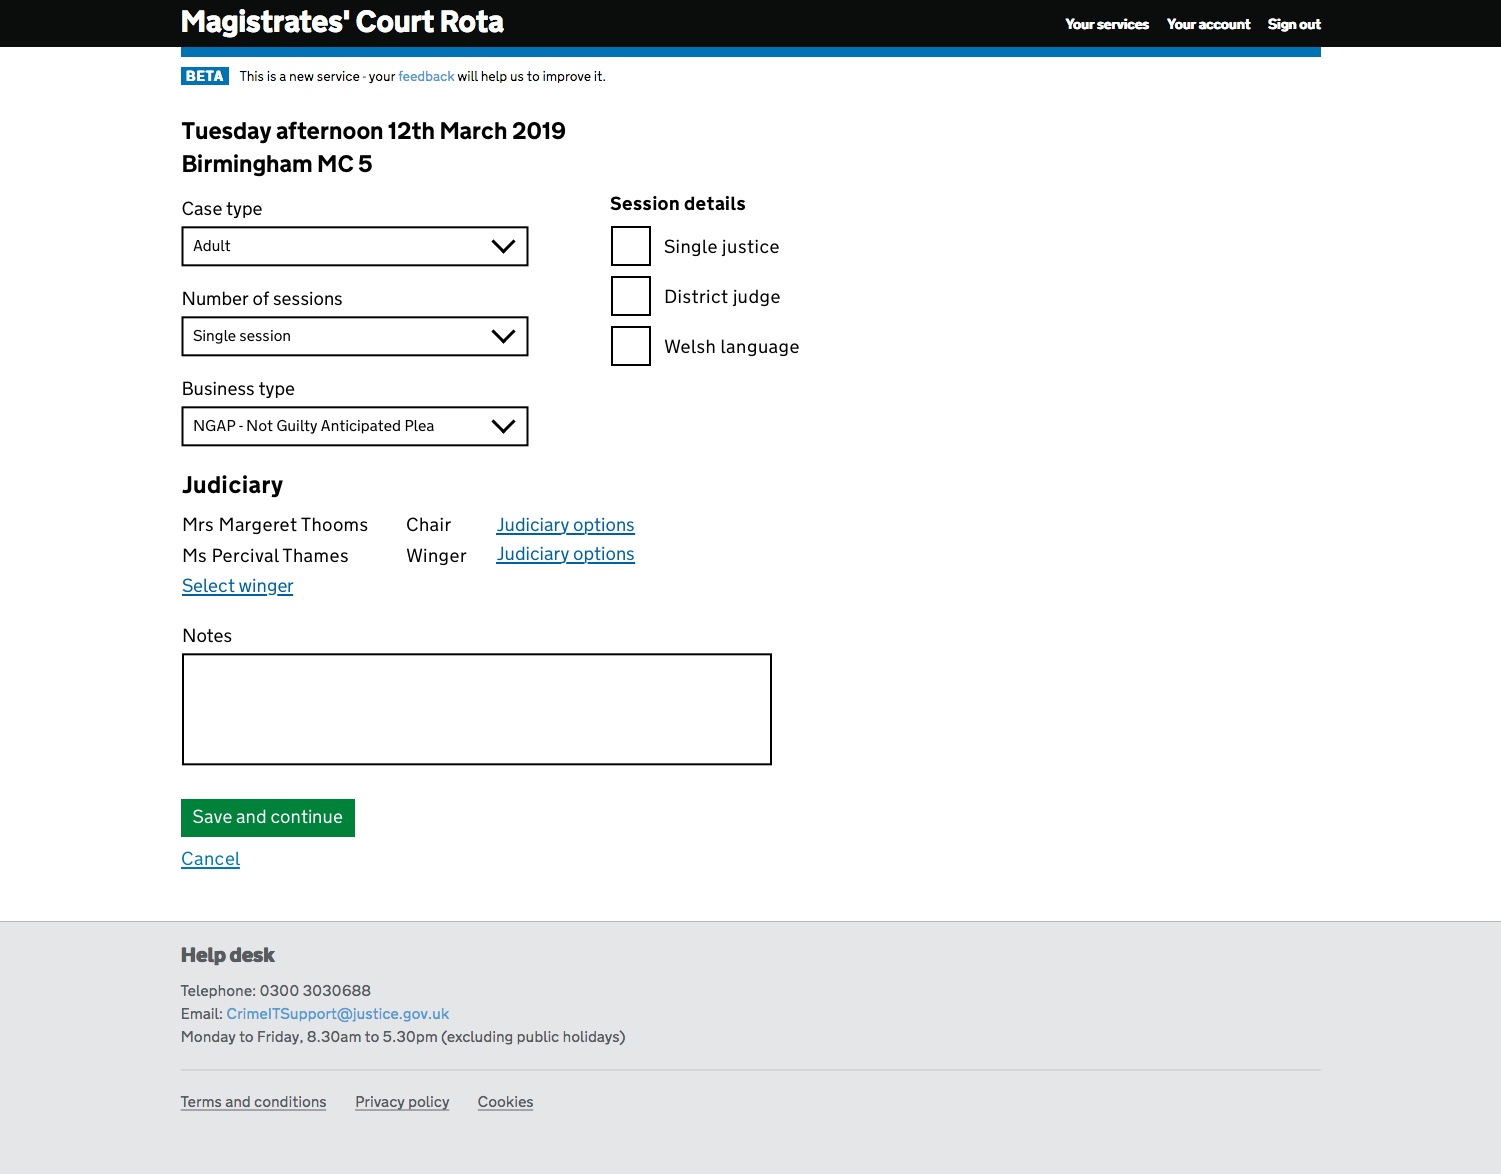 Magistrates' Court Rota
Your services Your account Sign out
BETA This is a new service - your feedback will help us to improve it.
Tuesday afternoon 12th March 2019
Birmingham MC 5
Case type
Adult
Number of sessions
Single session
Business type
NGAP - Not Guilty Anticipated Plea
Session details
Single justice
District judge
Welsh language
Judiciary
Mrs Margeret Thooms Chair Judiciary options
Ms Percival Thames Winger Judiciary options
Select winger
Notes
Save and continue
Cancel
Help desk
Telephone: 0300 3030688
Email: CrimeITSupport@justice.gov.uk
Monday to Friday, 8.30am to 5.30pm (excluding public holidays)
Terms and conditions Privacy policy Cookies